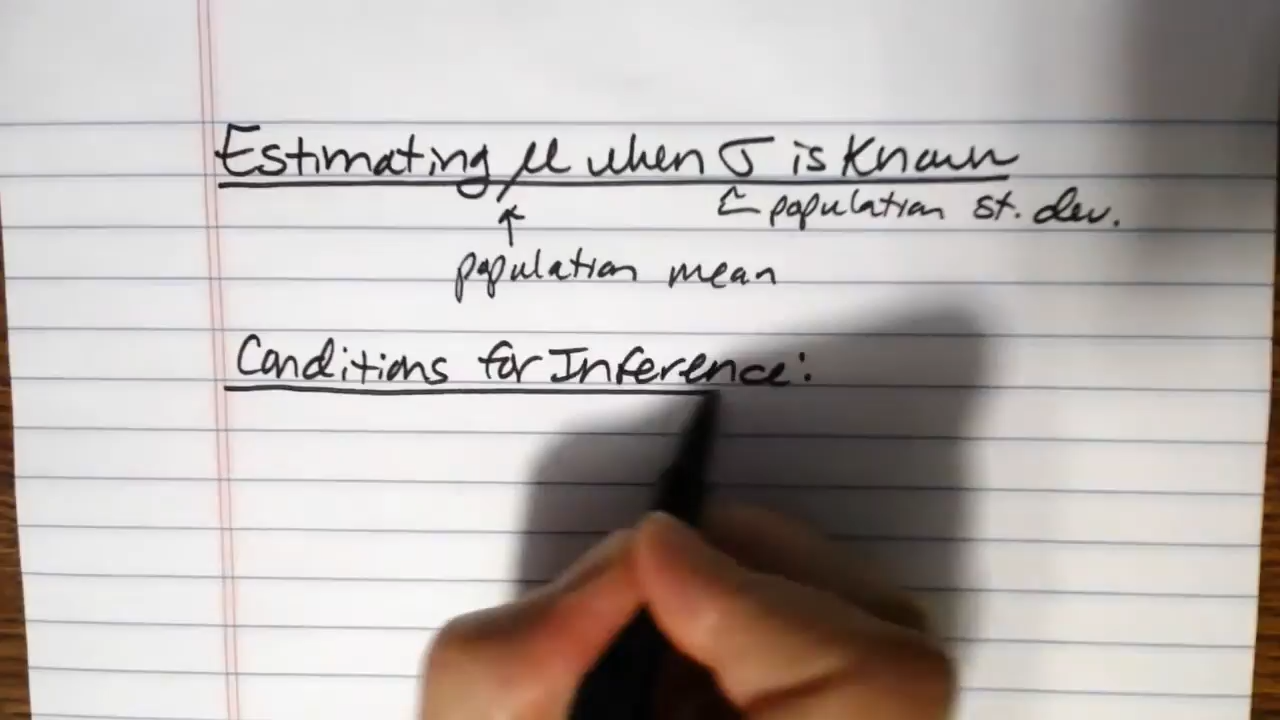 Estimating μ when σ is Known
population st. dev.
population mean
Conditions for Inference: